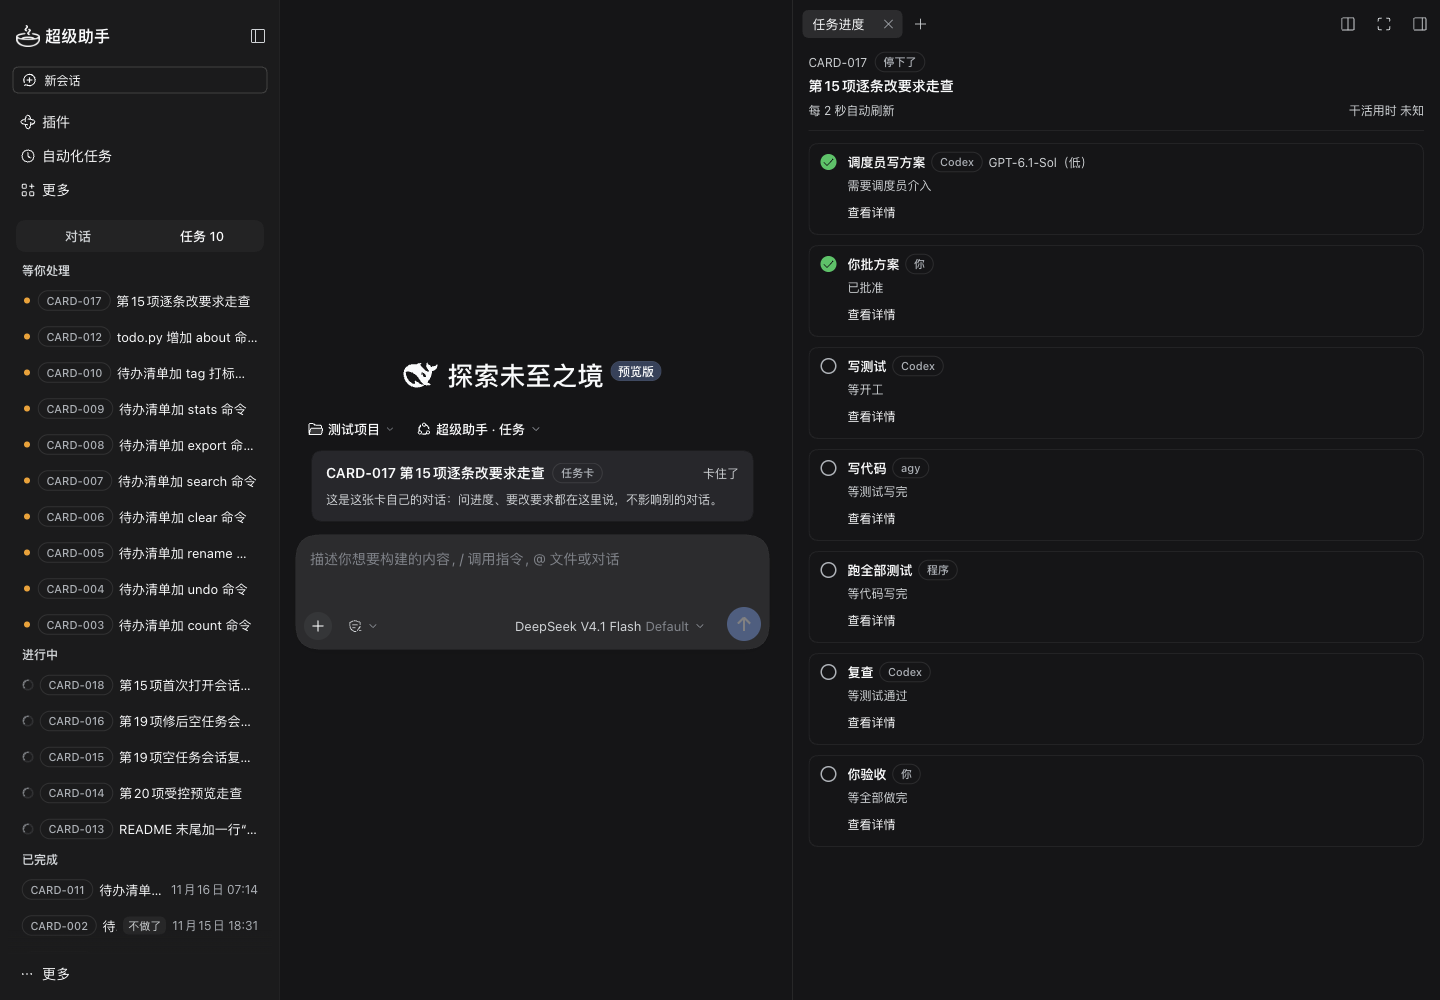 超级助手
新会话
插件
自动化任务
更多
对话
任务 10
等你处理
CARD-017 第15项逐条改要求走查
CARD-012 todo.py 增加 about 命...
CARD-010 待办清单加 tag 打标...
CARD-009 待办清单加 stats 命令
CARD-008 待办清单加 export 命...
CARD-007 待办清单加 search 命令
CARD-006 待办清单加 clear 命令
CARD-005 待办清单加 rename ...
CARD-004 待办清单加 undo 命令
CARD-003 待办清单加 count 命令
进行中
CARD-018 第15项首次打开会话...
CARD-016 第19项修后空任务会...
CARD-015 第19项空任务会话复...
CARD-014 第20项受控预览走查
CARD-013 README 末尾加一行“...
已完成
CARD-011 待办清单... 11月16日 07:14
CARD-002 待 不做了 11月15日 18:31
更多
探索未至之境 预览版
测试项目
超级助手 · 任务
CARD-017 第15项逐条改要求走查 任务卡 卡住了
这是这张卡自己的对话：问进度、要改要求都在这里说，不影响别的对话。
描述你想要构建的内容, / 调用指令, @ 文件或对话
DeepSeek V4.1 Flash Default
任务进度
CARD-017 停下了
第15项逐条改要求走查
每 2 秒自动刷新 干活用时 未知
调度员写方案 Codex GPT-6.1-Sol（低）
需要调度员介入
查看详情
你批方案 你
已批准
查看详情
写测试 Codex
等开工
查看详情
写代码 agy
等测试写完
查看详情
跑全部测试 程序
等代码写完
查看详情
复查 Codex
等测试通过
查看详情
你验收 你
等全部做完
查看详情